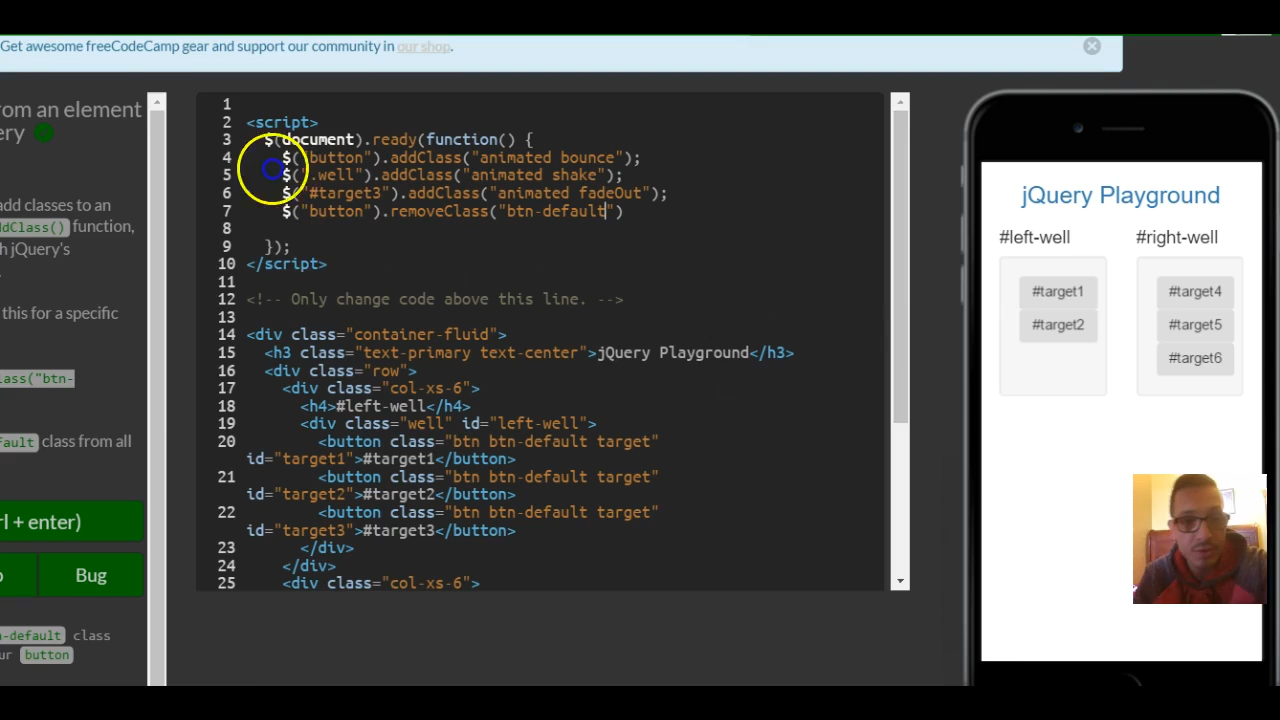 Get awesome freeCodeCamp gear and support our community in our shop.
om an element
ry
add classes to an
ddClass() function,
h jQuery's
this for a specific
lass("btn-
fault class from all
rl + enter)
Bug
n-default class
ur button
1
2 <script>
3 $(document).ready(function() {
4 $("button").addClass("animated bounce");
5 $(".well").addClass("animated shake");
6 $("#target3").addClass("animated fadeOut");
7 $("button").removeClass("btn-default")
8
9 });
10 </script>
11
12 <!-- Only change code above this line. -->
13
14 <div class="container-fluid">
15 <h3 class="text-primary text-center">jQuery Playground</h3>
16 <div class="row">
17 <div class="col-xs-6">
18 <h4>#left-well</h4>
19 <div class="well" id="left-well">
20 <button class="btn btn-default target"
id="target1">#target1</button>
21 <button class="btn btn-default target"
id="target2">#target2</button>
22 <button class="btn btn-default target"
id="target3">#target3</button>
23 </div>
24 </div>
25 <div class="col-xs-6">
jQuery Playground
#left-well #right-well
#target1 #target4
#target2 #target5
#target6